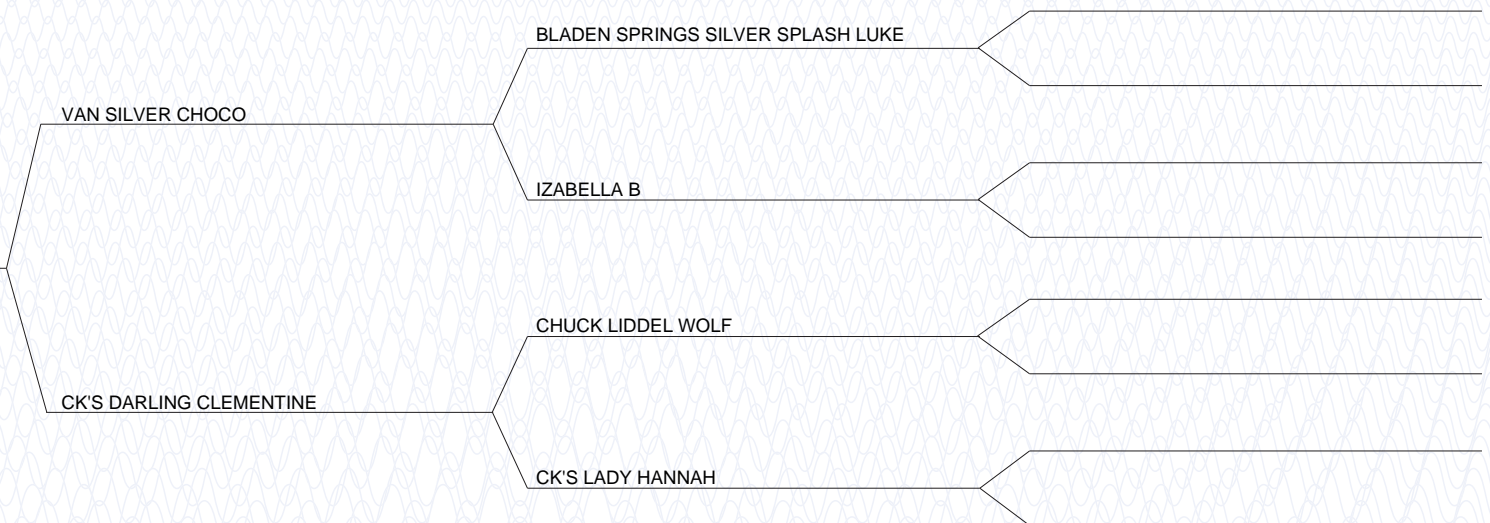 BLADEN SPRINGS SILVER SPLASH LUKE
VAN SILVER CHOCO
IZABELLA B
CHUCK LIDDEL WOLF
CK'S DARLING CLEMENTINE
CK'S LADY HANNAH